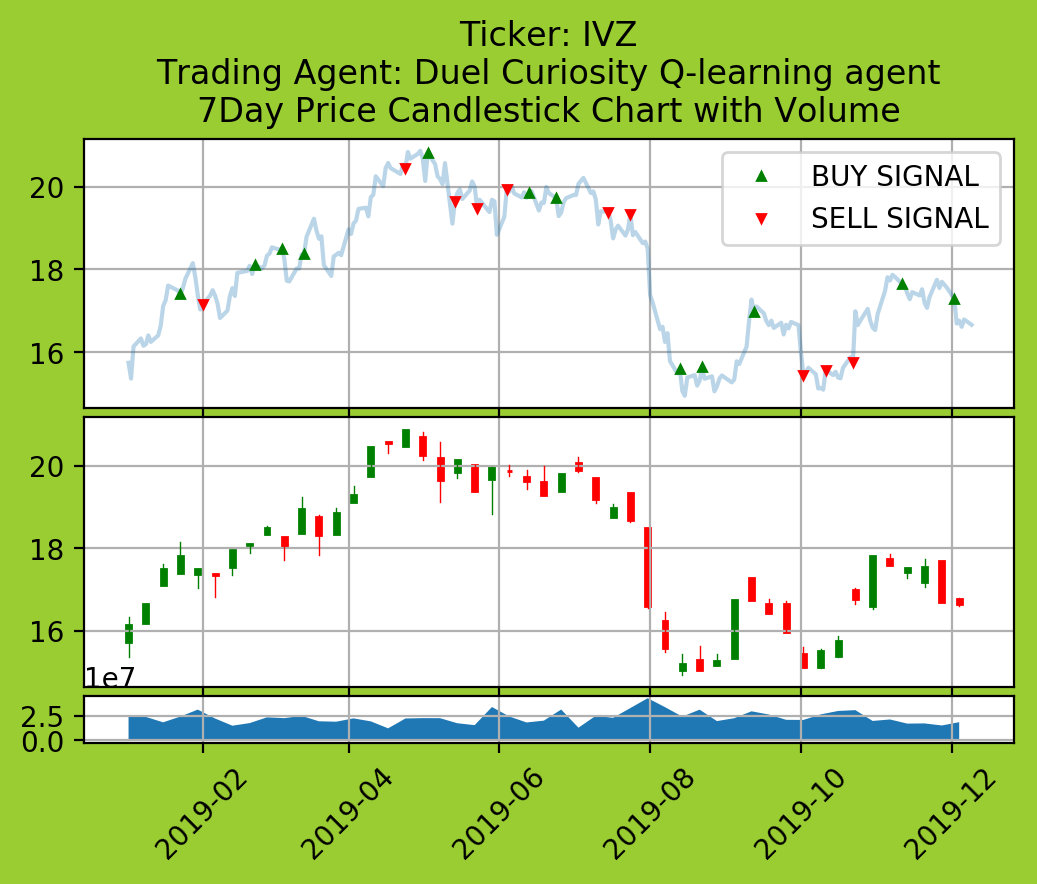 Ticker: IVZ
Trading Agent: Duel Curiosity Q-learning agent
7Day Price Candlestick Chart with Volume
BUY SIGNAL
SELL SIGNAL
20
18
16
20
18
16
1e7
2.5
0.0
2019-02
2019-04
2019-06
2019-08
2019-10
2019-12